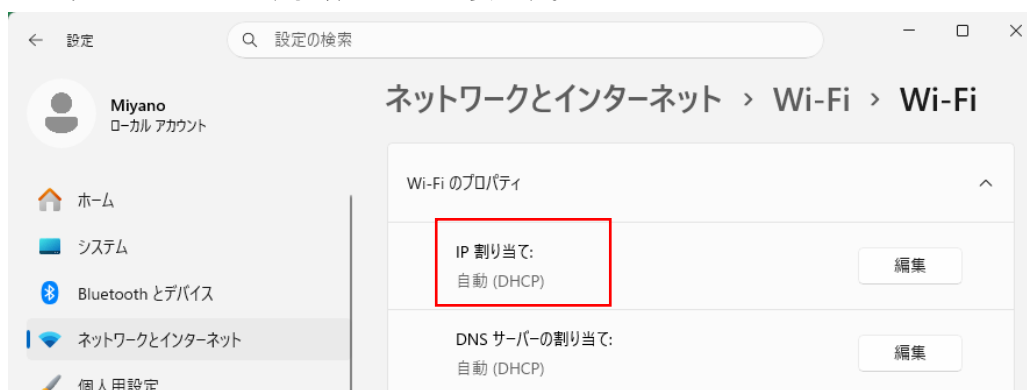 設定
設定の検索
Miyano
ローカル アカウント
ネットワークとインターネット › Wi-Fi › Wi-Fi
ホーム
システム
Bluetooth とデバイス
ネットワークとインターネット
個人用設定
Wi-Fi のプロパティ
IP 割り当て:
自動 (DHCP)
編集
DNS サーバーの割り当て:
自動 (DHCP)
編集